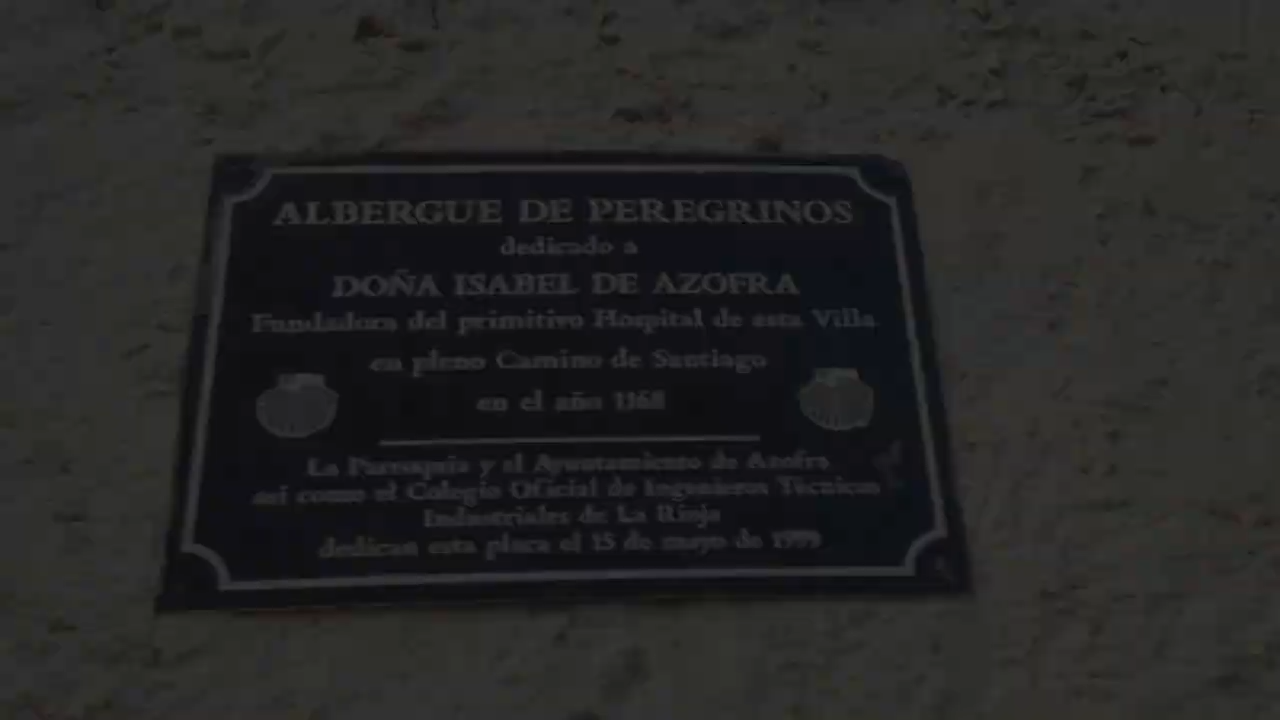 ALBERGUE DE PEREGRINOS
dedicado a
DOÑA ISABEL DE AZOFRA
Fundadora del primitivo Hospital de esta Villa
en pleno Camino de Santiago
en el año 1168
La Parroquia y el Ayuntamiento de Azofra
así como el Colegio Oficial de Ingenieros Técnicos
Industriales de La Rioja
dedican esta placa el 15 de mayo de 1999